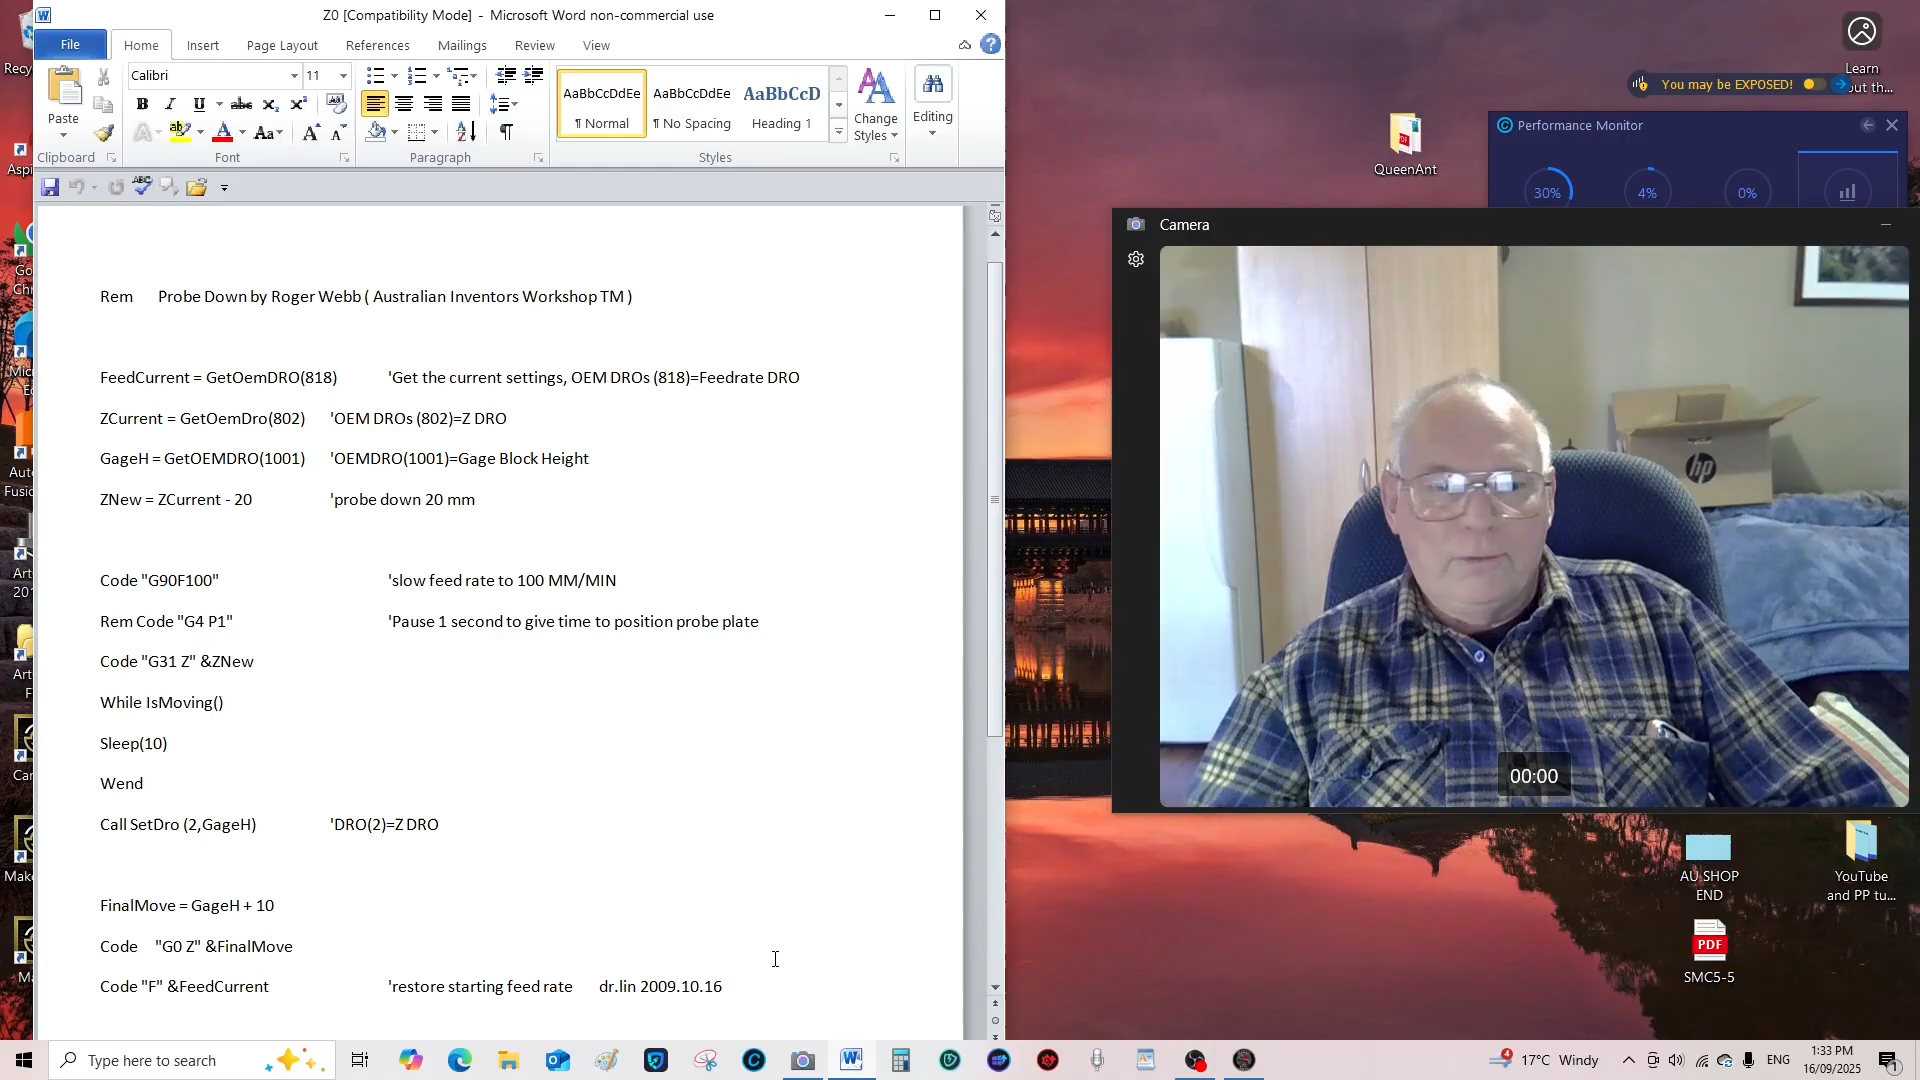 Z0 [Compatibility Mode] - Microsoft Word non-commercial use
File Home Insert Page Layout References Mailings Review View
Calibri 11
Paste
Clipboard Font Paragraph Styles
AaBbCcDdEe AaBbCcDdEe AaBbCcD
¶ Normal ¶ No Spacing Heading 1
Change Styles
Editing
Rem Probe Down by Roger Webb ( Australian Inventors Workshop TM )
FeedCurrent = GetOemDRO(818) 'Get the current settings, OEM DROs (818)=Feedrate DRO
ZCurrent = GetOemDro(802) 'OEM DROs (802)=Z DRO
GageH = GetOEMDRO(1001) 'OEMDRO(1001)=Gage Block Height
ZNew = ZCurrent - 20 'probe down 20 mm
Code "G90F100" 'slow feed rate to 100 MM/MIN
Rem Code "G4 P1" 'Pause 1 second to give time to position probe plate
Code "G31 Z" &ZNew
While IsMoving()
Sleep(10)
Wend
Call SetDro (2,GageH) 'DRO(2)=Z DRO
FinalMove = GageH + 10
Code "G0 Z" &FinalMove
Code "F" &FeedCurrent 'restore starting feed rate dr.lin 2009.10.16
Learn
out th...
You may be EXPOSED!
Performance Monitor
30% 4% 0%
QueenAnt
Camera
hp
00:00
AU SHOP
END
YouTube
and PP tu...
PDF
SMC5-5
Type here to search
17°C Windy
ENG
1:33 PM
16/09/2025